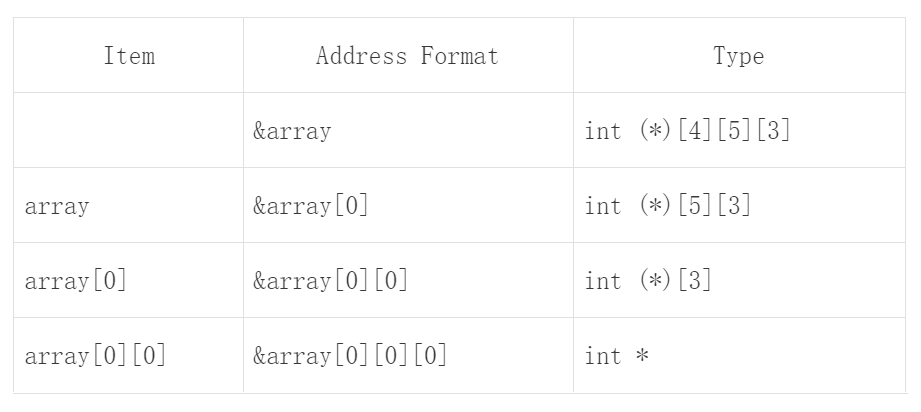 Item Address Format Type
&array int (*)[4][5][3]
array &array[0] int (*)[5][3]
array[0] &array[0][0] int (*)[3]
array[0][0] &array[0][0][0] int *